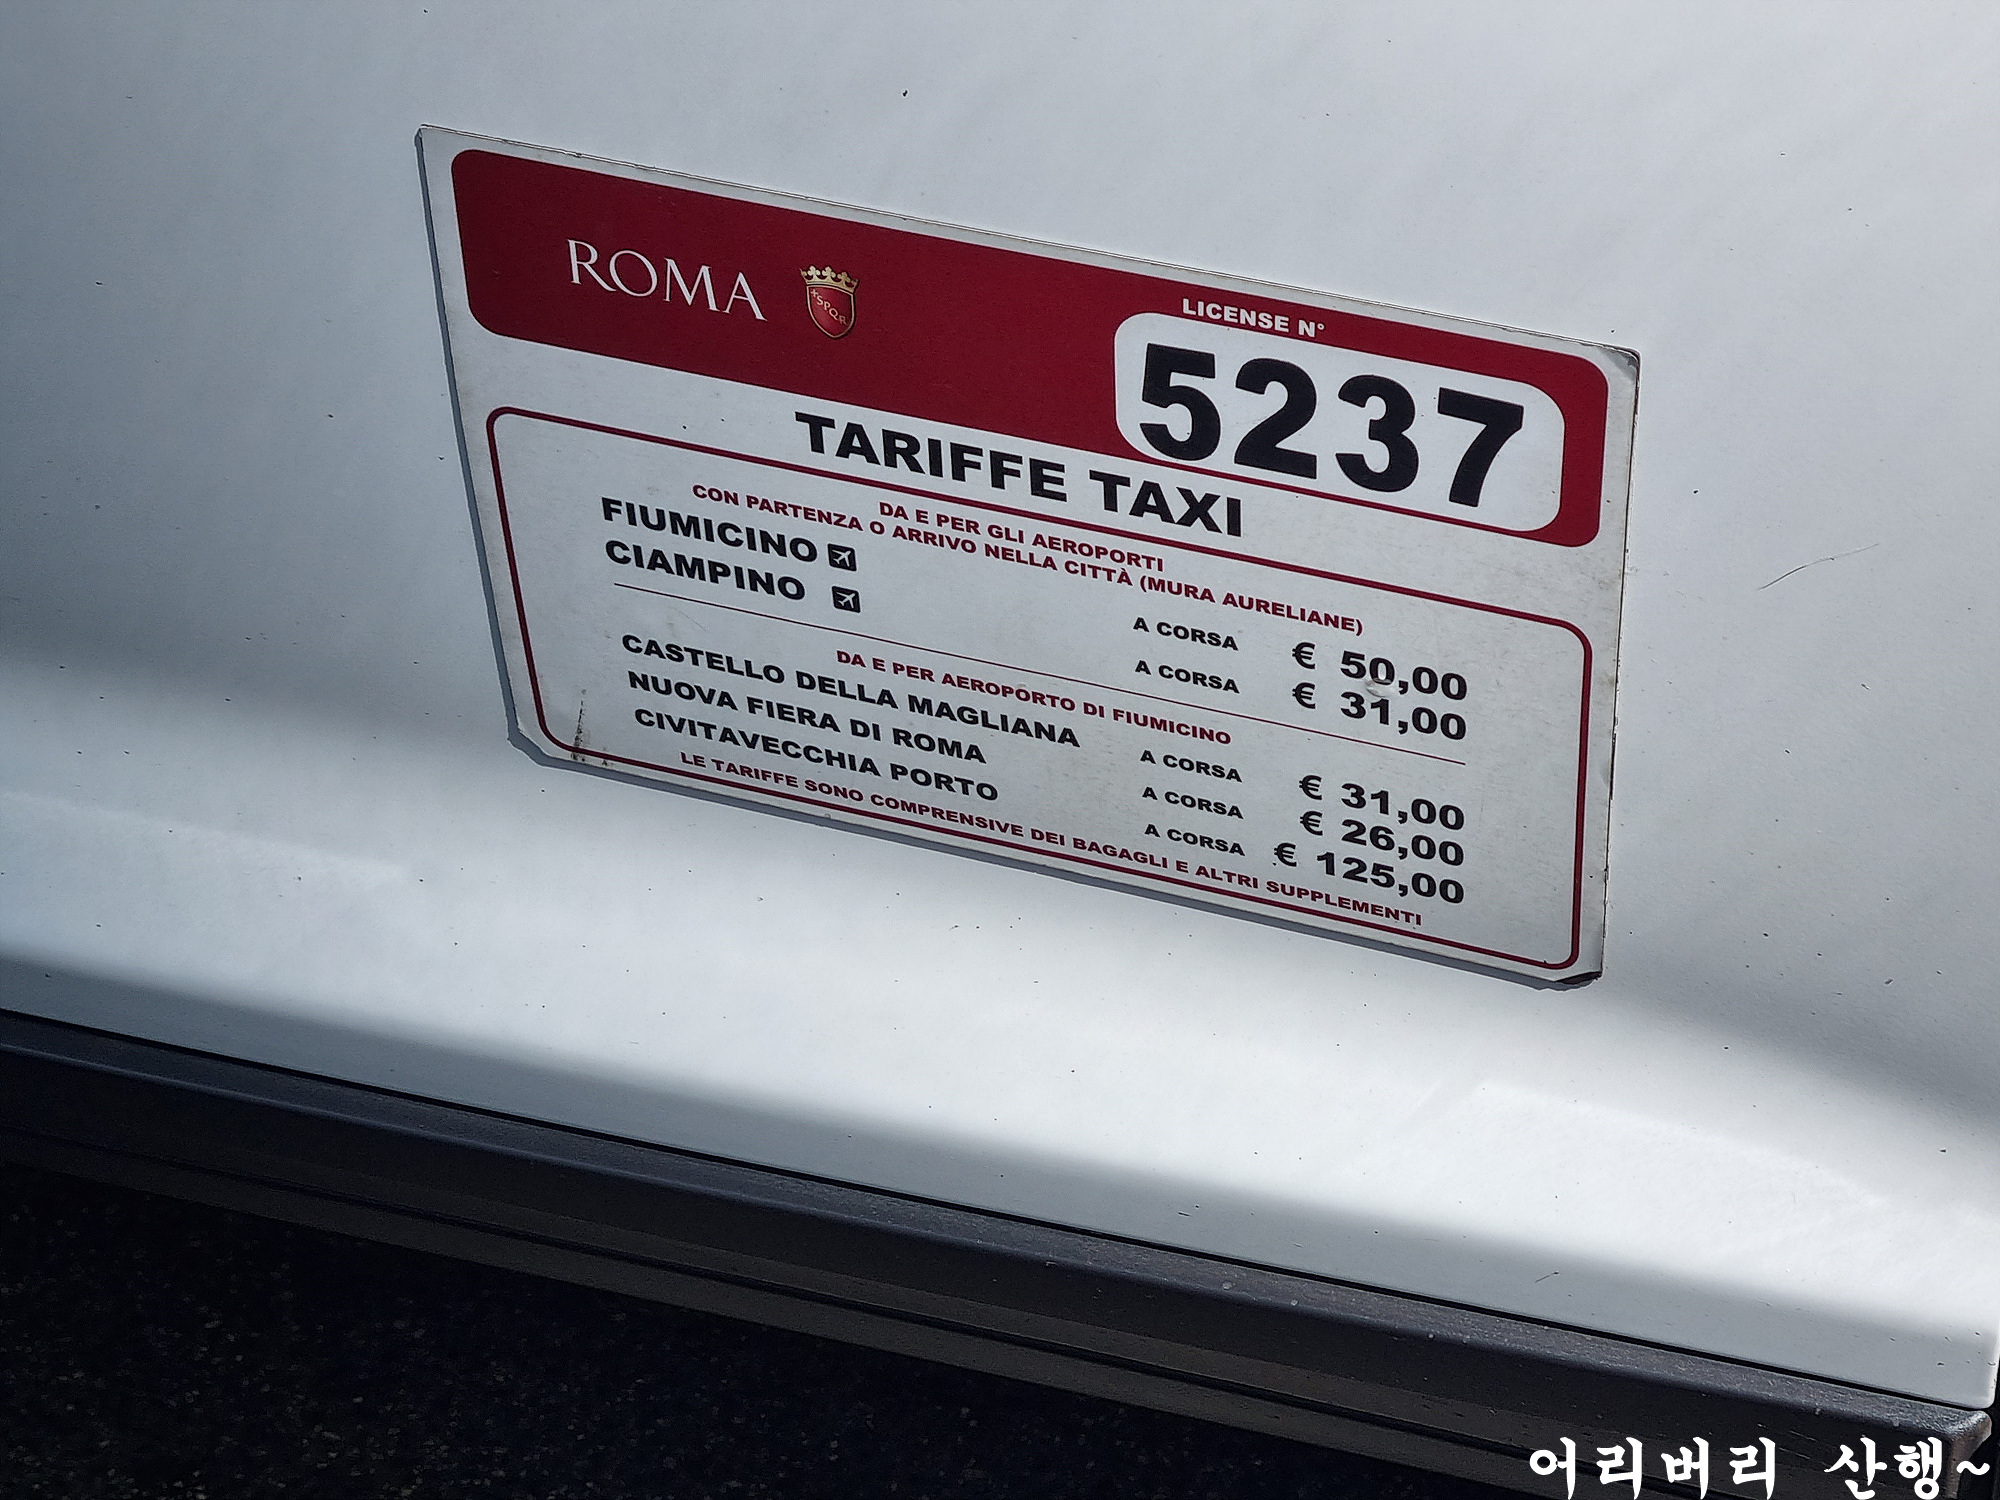 ROMA
SPQR
LICENSE N°
5237
TARIFFE TAXI
DA E PER GLI AEROPORTI
CON PARTENZA O ARRIVO NELLA CITTÀ (MURA AURELIANE)
FIUMICINO A CORSA € 50,00
CIAMPINO A CORSA € 31,00
DA E PER AEROPORTO DI FIUMICINO
CASTELLO DELLA MAGLIANA A CORSA € 31,00
NUOVA FIERA DI ROMA A CORSA € 26,00
CIVITAVECCHIA PORTO A CORSA € 125,00
LE TARIFFE SONO COMPRENSIVE DEI BAGAGLI E ALTRI SUPPLEMENTI
어리버리 산행~